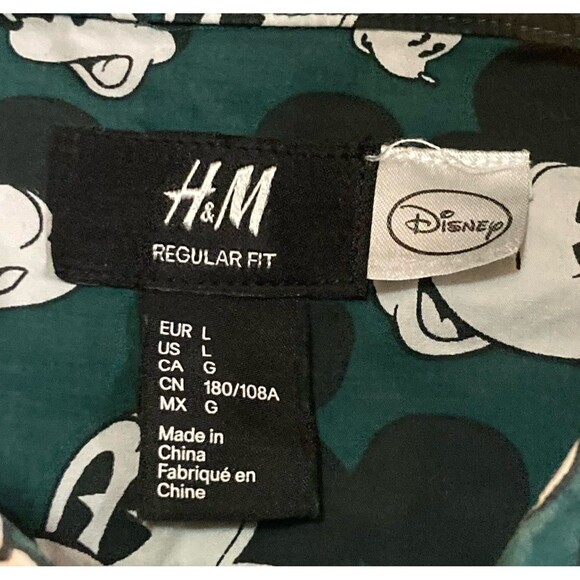 H&M
REGULAR FIT
Disney
EUR L
US L
CA G
CN 180/108A
MX G
Made in
China
Fabriqué en
Chine